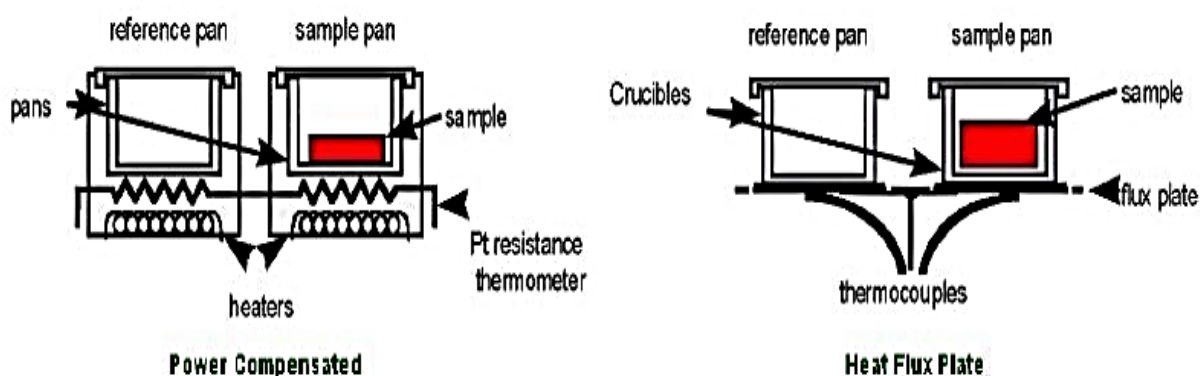 reference pan
sample pan
pans
sample
Pt resistance
thermometer
heaters
Power Compensated
reference pan
sample pan
Crucibles
sample
flux plate
thermocouples
Heat Flux Plate